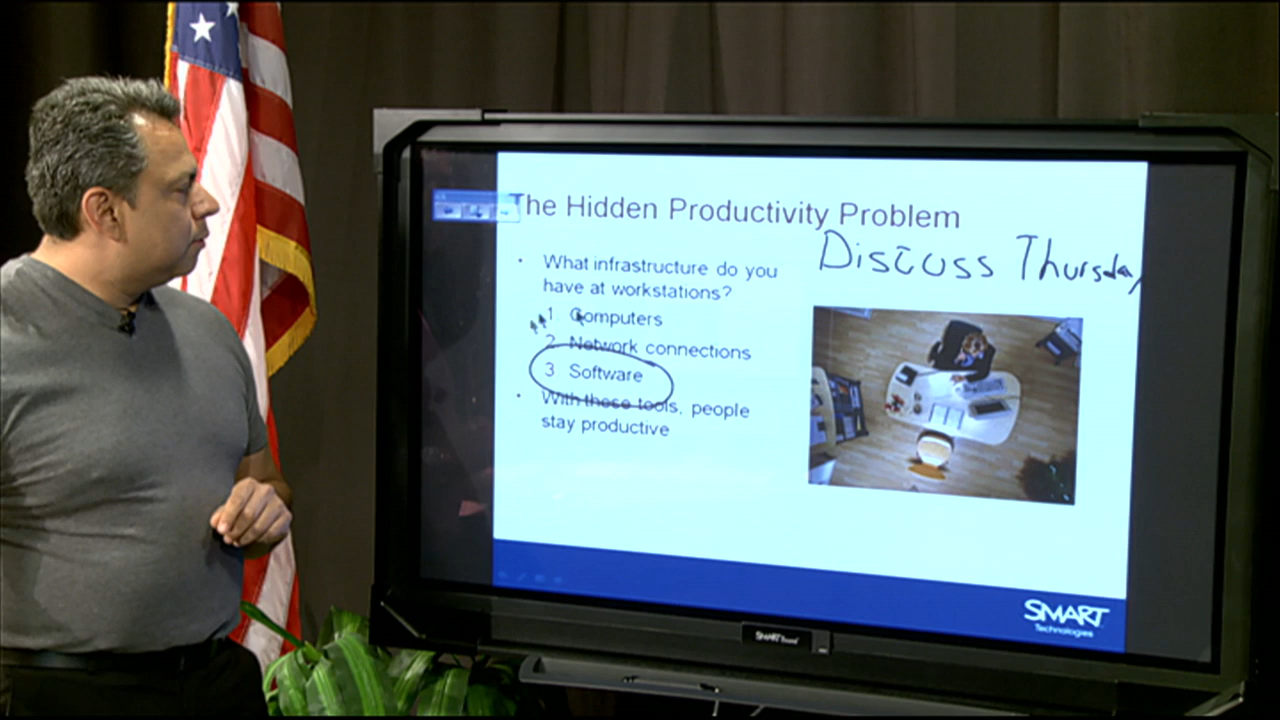 The Hidden Productivity Problem
Discuss Thursday
• What infrastructure do you
have at workstations?
1 Computers
2 Network connections
3 Software
• With these tools, people
stay productive
SMART
Technologies
SMART Board